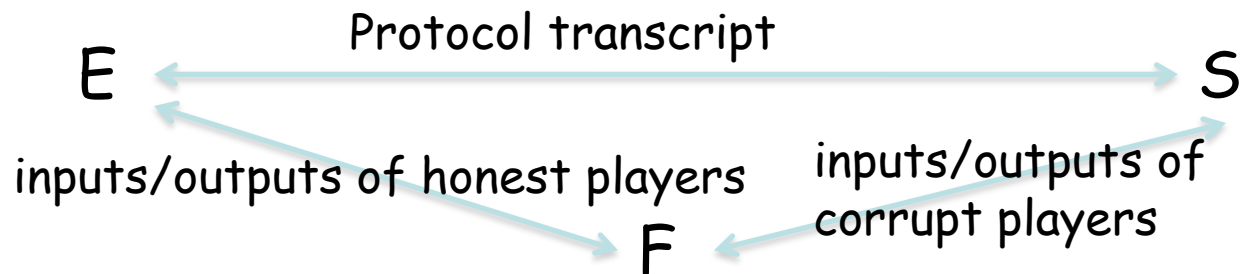 Protocol transcript
E
S
inputs/outputs of honest players
inputs/outputs of
corrupt players
F